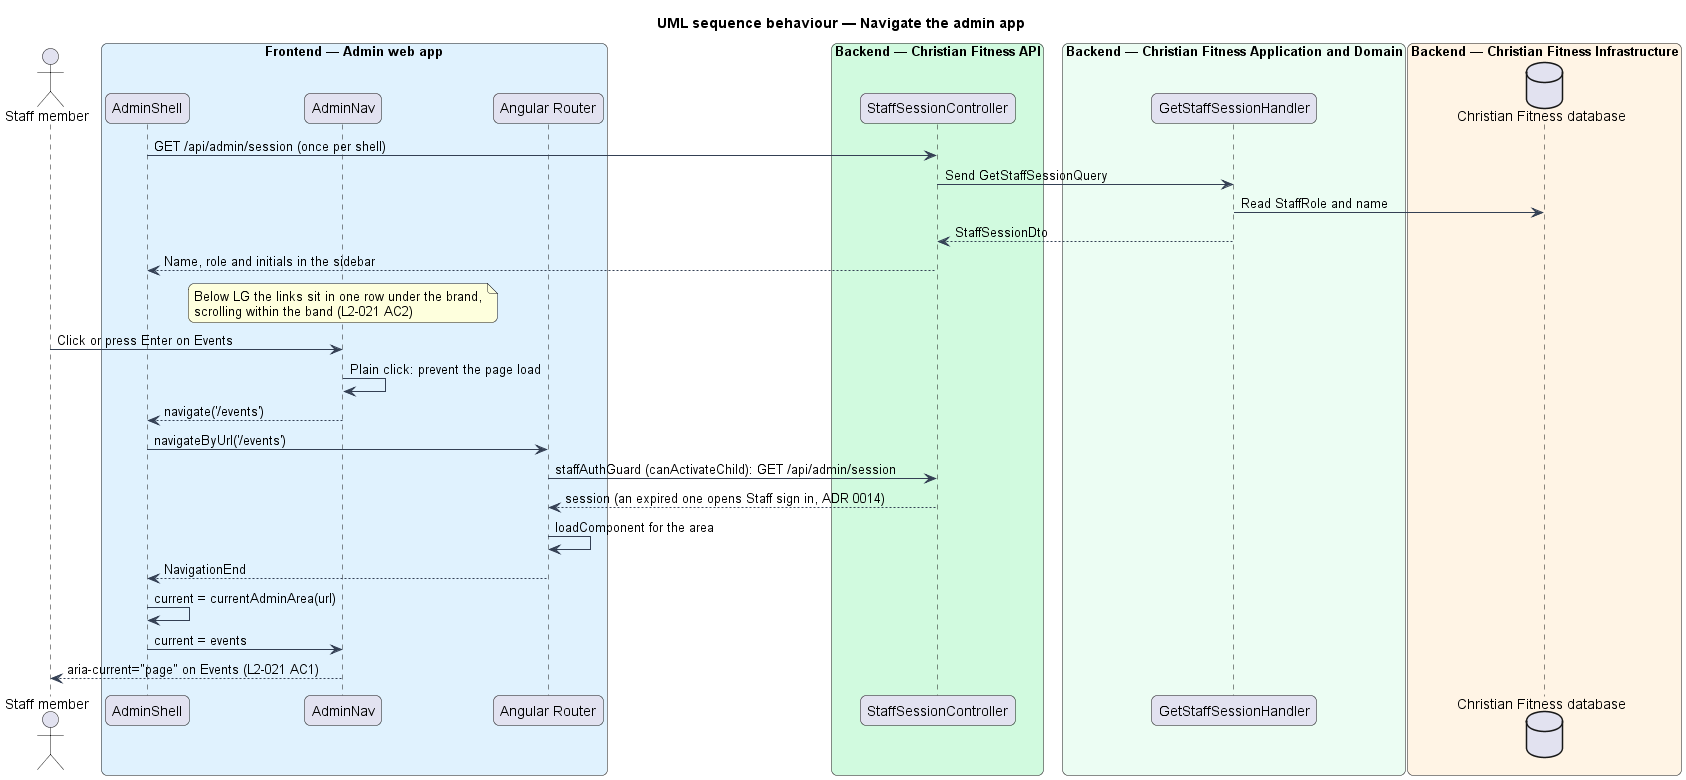 UML sequence behaviour — Navigate the admin app
Frontend — Admin web app
Backend — Christian Fitness API
Backend — Christian Fitness Application and Domain
Backend — Christian Fitness Infrastructure
Staff member
AdminShell
AdminNav
Angular Router
StaffSessionController
GetStaffSessionHandler
Christian Fitness database
GET /api/admin/session (once per shell)
Send GetStaffSessionQuery
Read StaffRole and name
StaffSessionDto
Name, role and initials in the sidebar
Below LG the links sit in one row under the brand,
scrolling within the band (L2-021 AC2)
Click or press Enter on Events
Plain click: prevent the page load
navigate('/events')
navigateByUrl('/events')
staffAuthGuard (canActivateChild): GET /api/admin/session
session (an expired one opens Staff sign in, ADR 0014)
loadComponent for the area
NavigationEnd
current = currentAdminArea(url)
current = events
aria-current="page" on Events (L2-021 AC1)
Staff member
AdminShell
AdminNav
Angular Router
StaffSessionController
GetStaffSessionHandler
Christian Fitness database